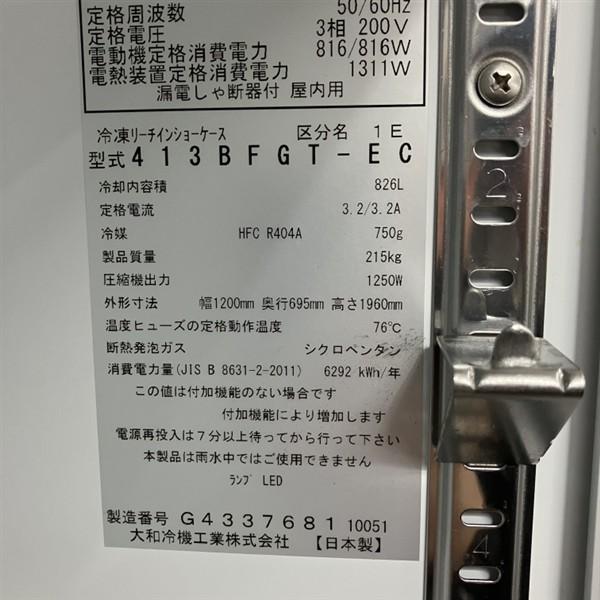 定格周波数 50/60Hz
定格電圧 3相 200V
電動機定格消費電力 816/816W
電熱装置定格消費電力 1311W
漏電しゃ断器付 屋内用
冷凍リーチインショーケース 区分名 1E
型式 413BFGT-EC
冷却内容積 826L
定格電流 3.2/3.2A
冷媒 HFC R404A 750g
製品質量 215kg
圧縮機出力 1250W
外形寸法 幅1200mm 奥行695mm 高さ1960mm
温度ヒューズの定格動作温度 76℃
断熱発泡ガス シクロペンタン
消費電力量(JIS B 8631-2-2011) 6292 kWh/年
この値は付加機能のない場合です
付加機能により増加します
電源再投入は7分以上待ってから行って下さい
本製品は雨水中ではご使用できません
ﾗﾝﾌﾟ LED
製造番号 G4337681 10051
大和冷機工業株式会社 【日本製】
2
4